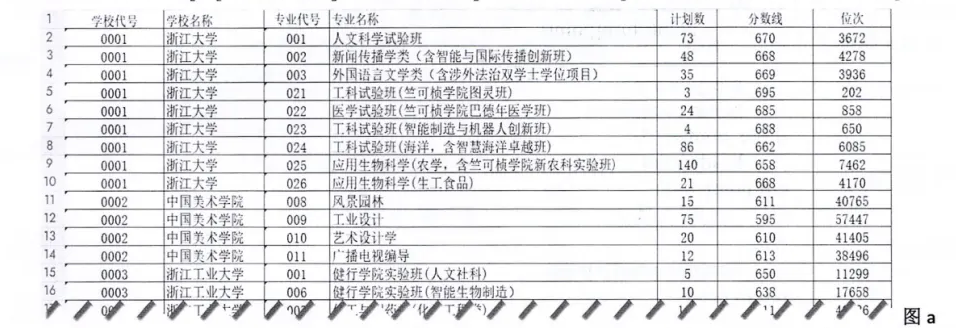 1 学校代号 学校名称 专业代号 专业名称 计划数 分数线 位次
2 0001 浙江大学 001 人文科学试验班 73 670 3672
3 0001 浙江大学 002 新闻传播学类（含智能与国际传播创新班) 48 668 4278
4 0001 浙江大学 003 外国语言文学类（含涉外法治双学士学位项目） 35 669 3936
5 0001 浙江大学 021 工科试验班(竺可桢学院图灵班) 3 695 202
6 0001 浙江大学 022 医学试验班(竺可桢学院巴德年医学班) 24 685 858
7 0001 浙江大学 023 工科试验班(智能制造与机器人创新班) 4 688 650
8 0001 浙江大学 024 工科试验班(海洋，含智慧海洋卓越班) 86 662 6085
9 0001 浙江大学 025 应用生物科学(农学，含竺可桢学院新农科实验班) 140 658 7462
10 0001 浙江大学 026 应用生物科学(生工食品) 21 668 4170
11 0002 中国美术学院 008 风景园林 15 611 40765
12 0002 中国美术学院 009 工业设计 75 595 57447
13 0002 中国美术学院 010 艺术设计学 20 610 41405
14 0002 中国美术学院 011 广播电视编导 12 613 38496
15 0003 浙江工业大学 001 健行学院实验班(人文社科) 5 650 11299
16 0003 浙江工业大学 006 健行学院实验班(智能生物制造) 10 638 17658
图 a